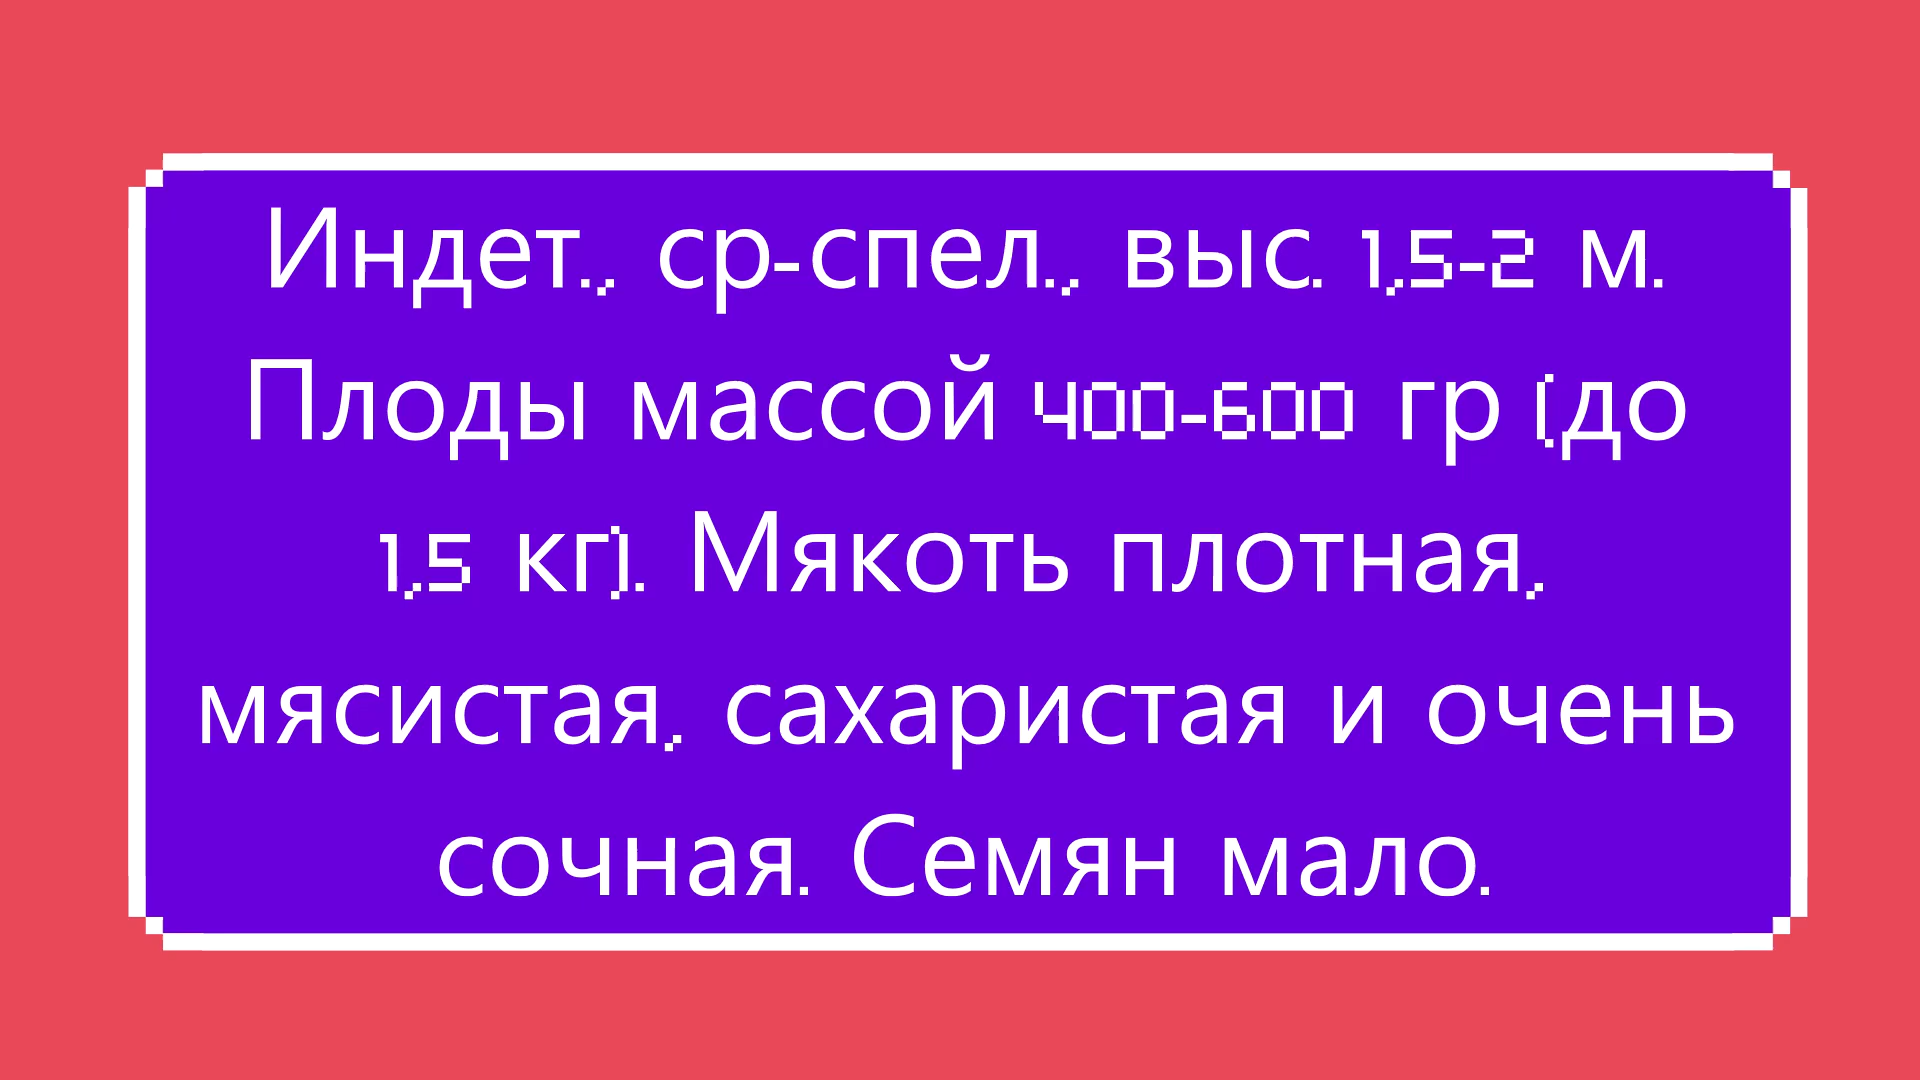 Индет., ср-спел., выс. 1,5-2 м.
Плоды массой 400-600 гр (до
1,5 кг). Мякоть плотная,
мясистая, сахаристая и очень
сочная. Семян мало.